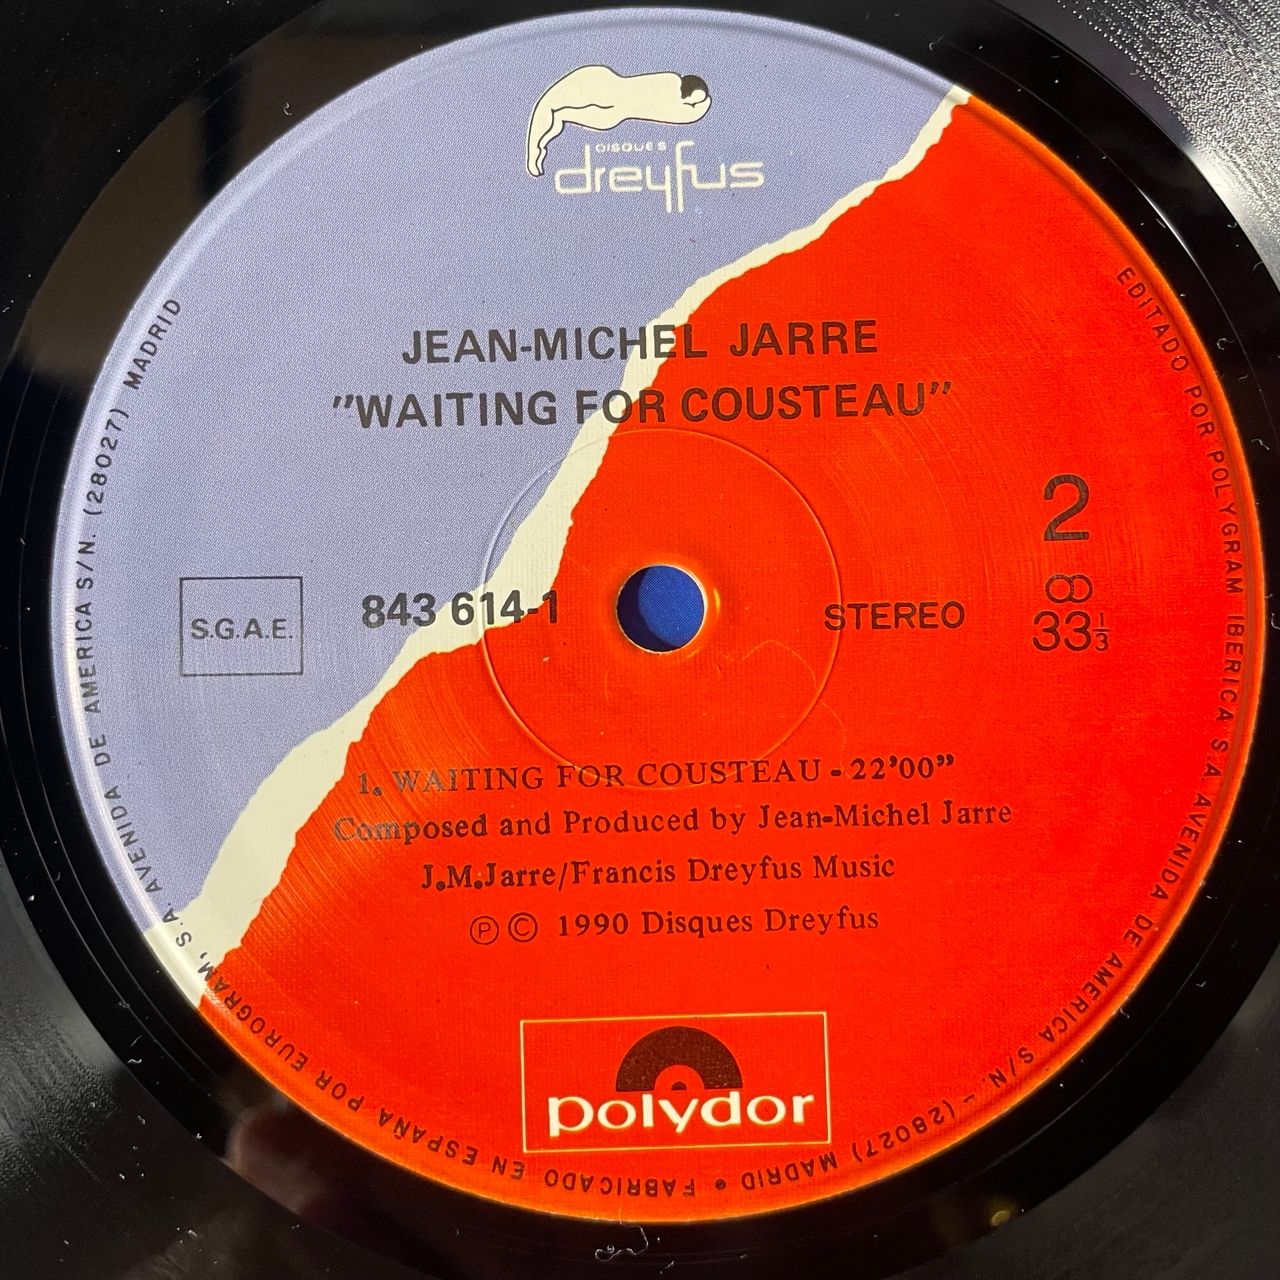 DISQUES
dreyfus
JEAN-MICHEL JARRE
"WAITING FOR COUSTEAU"
S.G.A.E.
843 614-1
STEREO
2
∞
33 1/3
1. WAITING FOR COUSTEAU - 22'00"
Composed and Produced by Jean-Michel Jarre
J.M.Jarre/Francis Dreyfus Music
℗ © 1990 Disques Dreyfus
polydor
EDITADO POR POLYGRAM IBERICA S.A. AVENIDA DE AMERICA S/N. - (28027) MADRID • FABRICADO EN ESPAÑA POR EUROGRAM, S.A. AVENIDA DE AMERICA S/N. (28027) MADRID